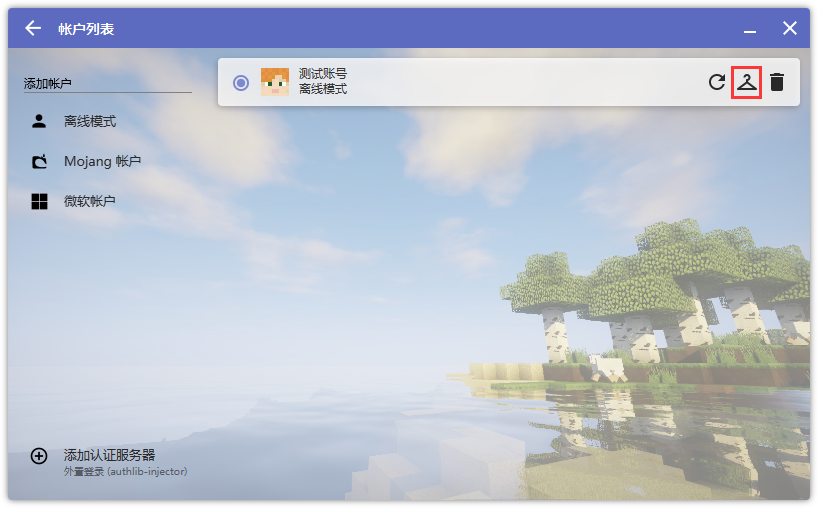 帐户列表
添加帐户
离线模式
Mojang 帐户
微软帐户
测试账号
离线模式
添加认证服务器
外置登录 (authlib-injector)